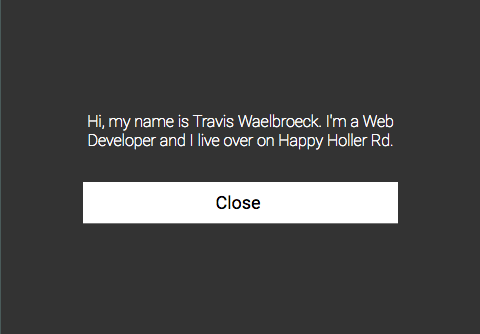 Hi, my name is Travis Waelbroeck. I'm a Web
Developer and I live over on Happy Holler Rd.
Close